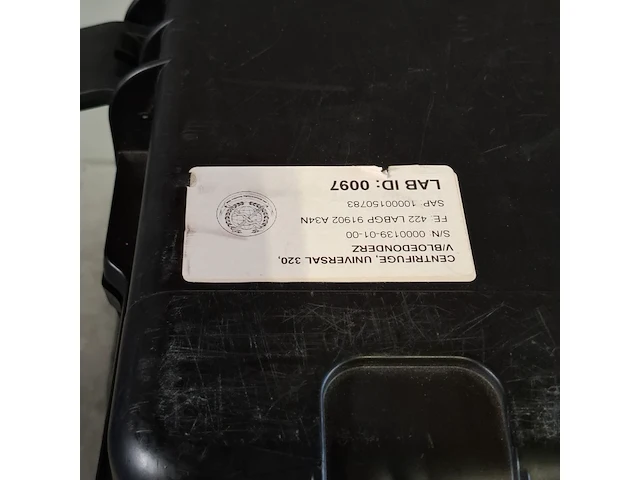 CENTRIFUGE, UNIVERSAL 320,
V/BLOEDONDERZ
S/N: 0000139-01-00
FE: 422 LABGP 91902 A34N
SAP: 10000150783
LAB ID: 0097